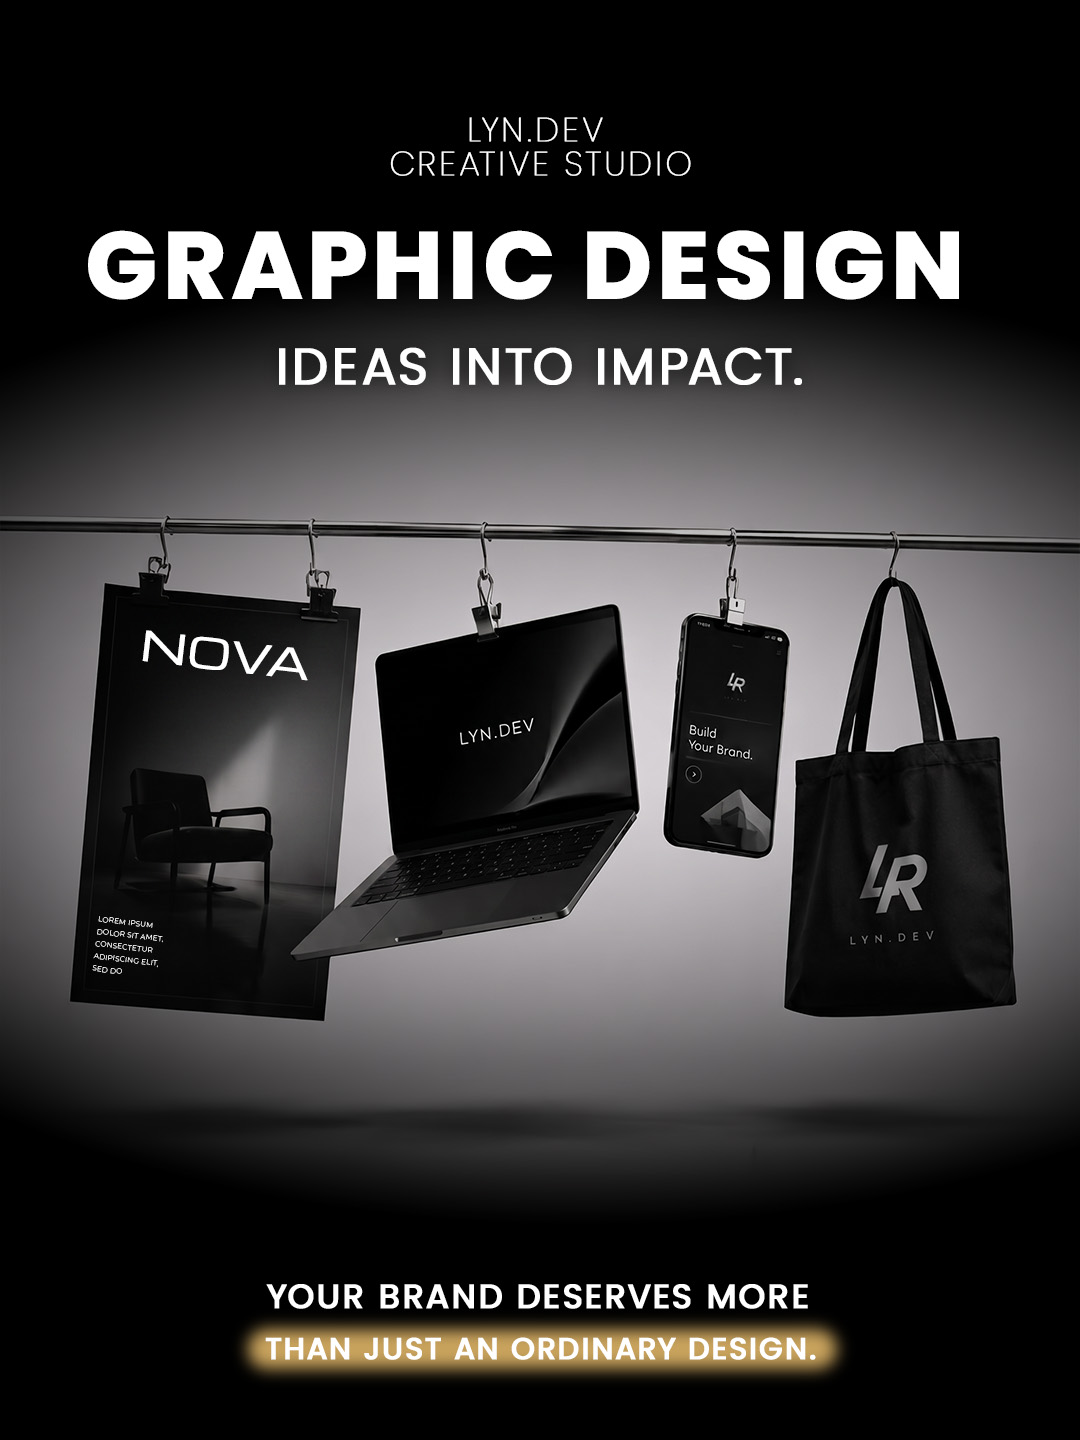 LYN.DEV
CREATIVE STUDIO
GRAPHIC DESIGN
IDEAS INTO IMPACT.
NOVA
LOREM IPSUM
DOLOR SIT AMET,
CONSECTETUR
ADIPISCING ELIT,
SED DO
LYN.DEV
LR
Build
Your Brand.
LR
LYN.DEV
YOUR BRAND DESERVES MORE
THAN JUST AN ORDINARY DESIGN.